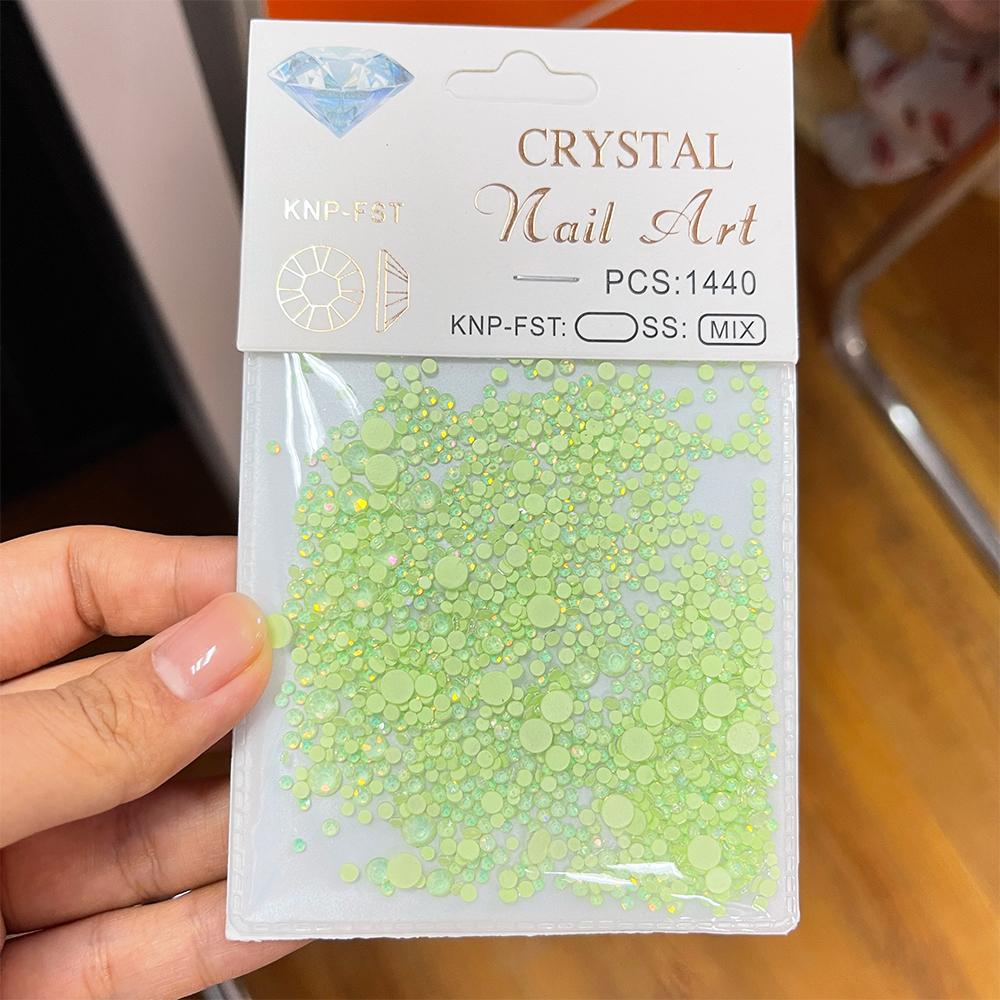 CRYSTAL
Nail Art
KNP-FST
PCS:1440
KNP-FST: SS: MIX